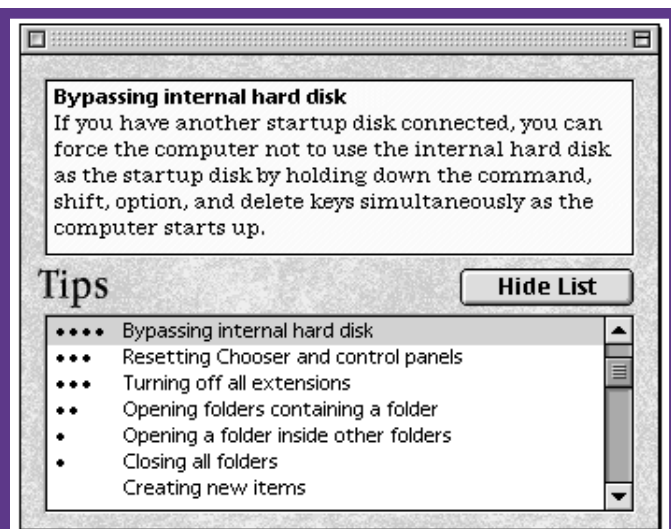 Bypassing internal hard disk
If you have another startup disk connected, you can
force the computer not to use the internal hard disk
as the startup disk by holding down the command,
shift, option, and delete keys simultaneously as the
computer starts up.
Tips
Hide List
•••• Bypassing internal hard disk
••• Resetting Chooser and control panels
••• Turning off all extensions
•• Opening folders containing a folder
• Opening a folder inside other folders
• Closing all folders
Creating new items